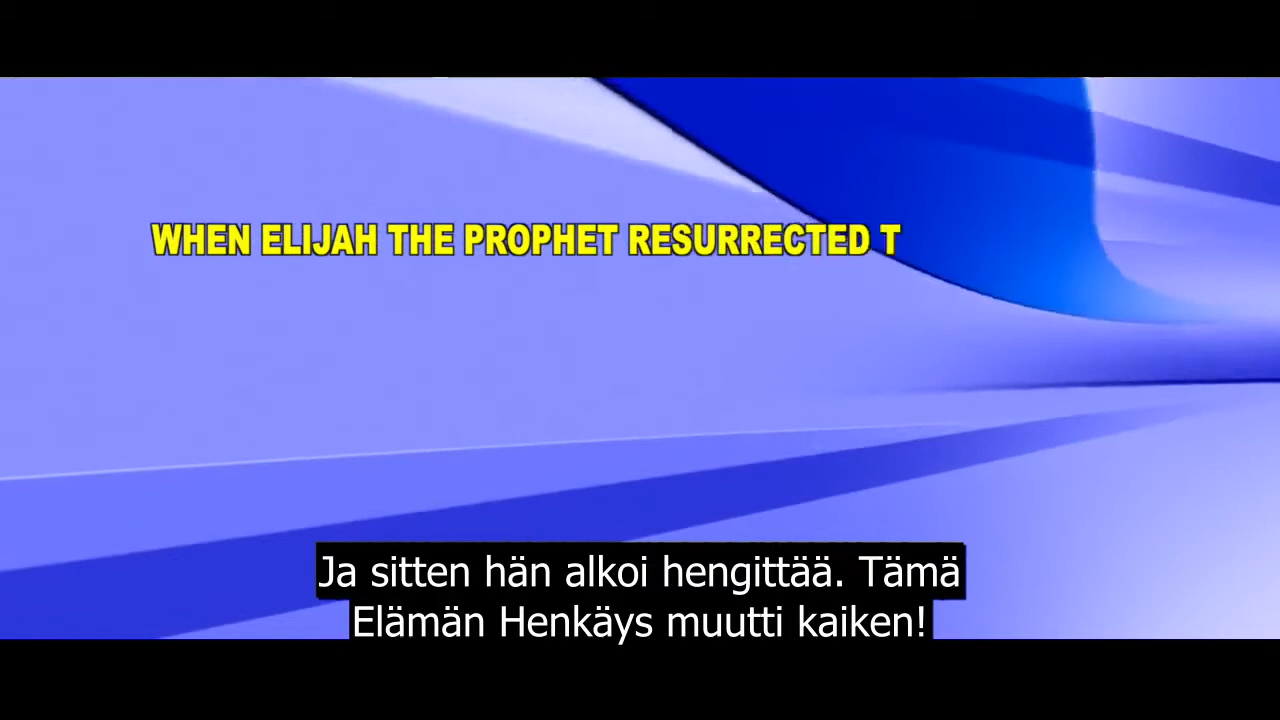 WHEN ELIJAH THE PROPHET RESURRECTED T
Ja sitten hän alkoi hengittää. Tämä
Elämän Henkäys muutti kaiken!